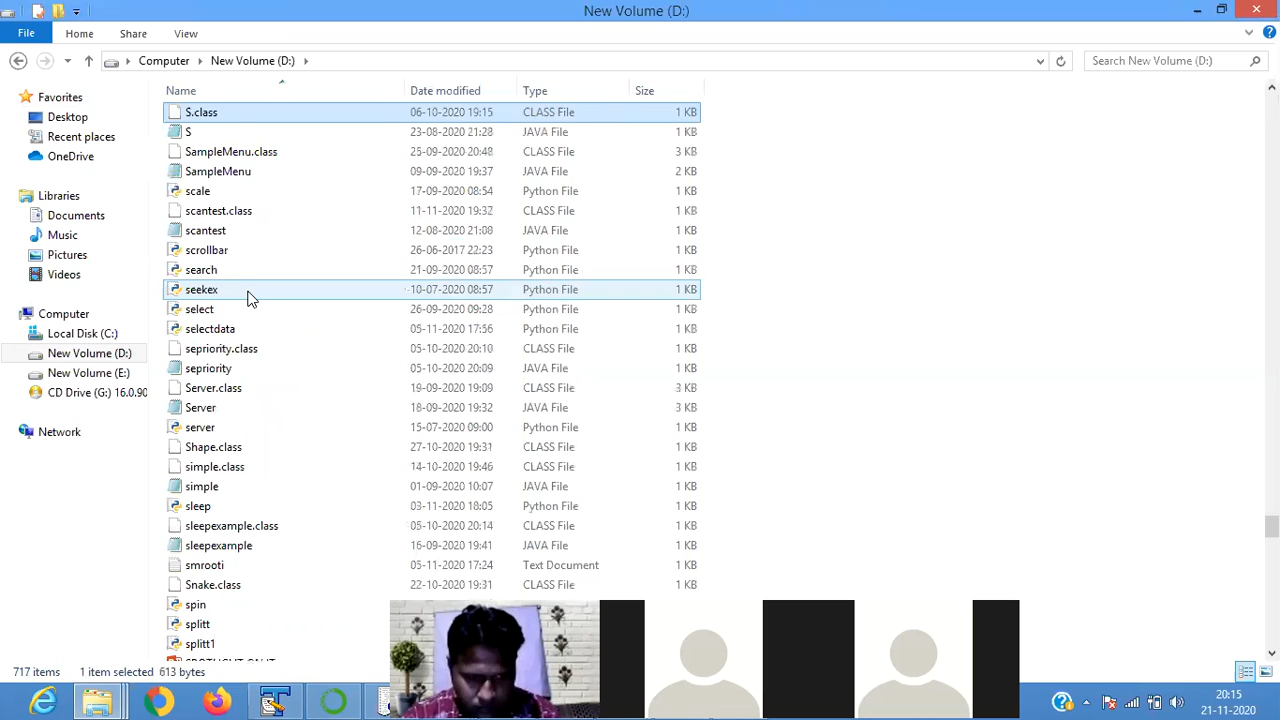 New Volume (D:)
File Home Share View
Computer New Volume (D:) Search New Volume (D:)
Name Date modified Type Size
Favorites
Desktop
Recent places
OneDrive
Libraries
Documents
Music
Pictures
Videos
Computer
Local Disk (C:)
New Volume (D:)
New Volume (E:)
CD Drive (G:) 16.0.90
Network
S.class 06-10-2020 19:15 CLASS File 1 KB
S 23-08-2020 21:28 JAVA File 1 KB
SampleMenu.class 25-09-2020 20:48 CLASS File 3 KB
SampleMenu 09-09-2020 19:37 JAVA File 2 KB
scale 17-09-2020 08:54 Python File 1 KB
scantest.class 11-11-2020 19:32 CLASS File 1 KB
scantest 12-08-2020 21:08 JAVA File 1 KB
scrollbar 26-06-2017 22:23 Python File 1 KB
search 21-09-2020 08:57 Python File 1 KB
seekex 10-07-2020 08:57 Python File 1 KB
select 26-09-2020 09:28 Python File 1 KB
selectdata 05-11-2020 17:56 Python File 1 KB
sepriority.class 05-10-2020 20:10 CLASS File 1 KB
sepriority 05-10-2020 20:09 JAVA File 1 KB
Server.class 19-09-2020 19:09 CLASS File 3 KB
Server 18-09-2020 19:32 JAVA File 3 KB
server 15-07-2020 09:00 Python File 1 KB
Shape.class 27-10-2020 19:31 CLASS File 1 KB
simple.class 14-10-2020 19:46 CLASS File 1 KB
simple 01-09-2020 10:07 JAVA File 1 KB
sleep 03-11-2020 18:05 Python File 1 KB
sleepexample.class 05-10-2020 20:14 CLASS File 1 KB
sleepexample 16-09-2020 19:41 JAVA File 1 KB
smrooti 05-11-2020 17:24 Text Document 1 KB
Snake.class 22-10-2020 19:31 CLASS File 1 KB
spin
splitt
splitt1
717 items 1 item selected 613 bytes
20:15
21-11-2020